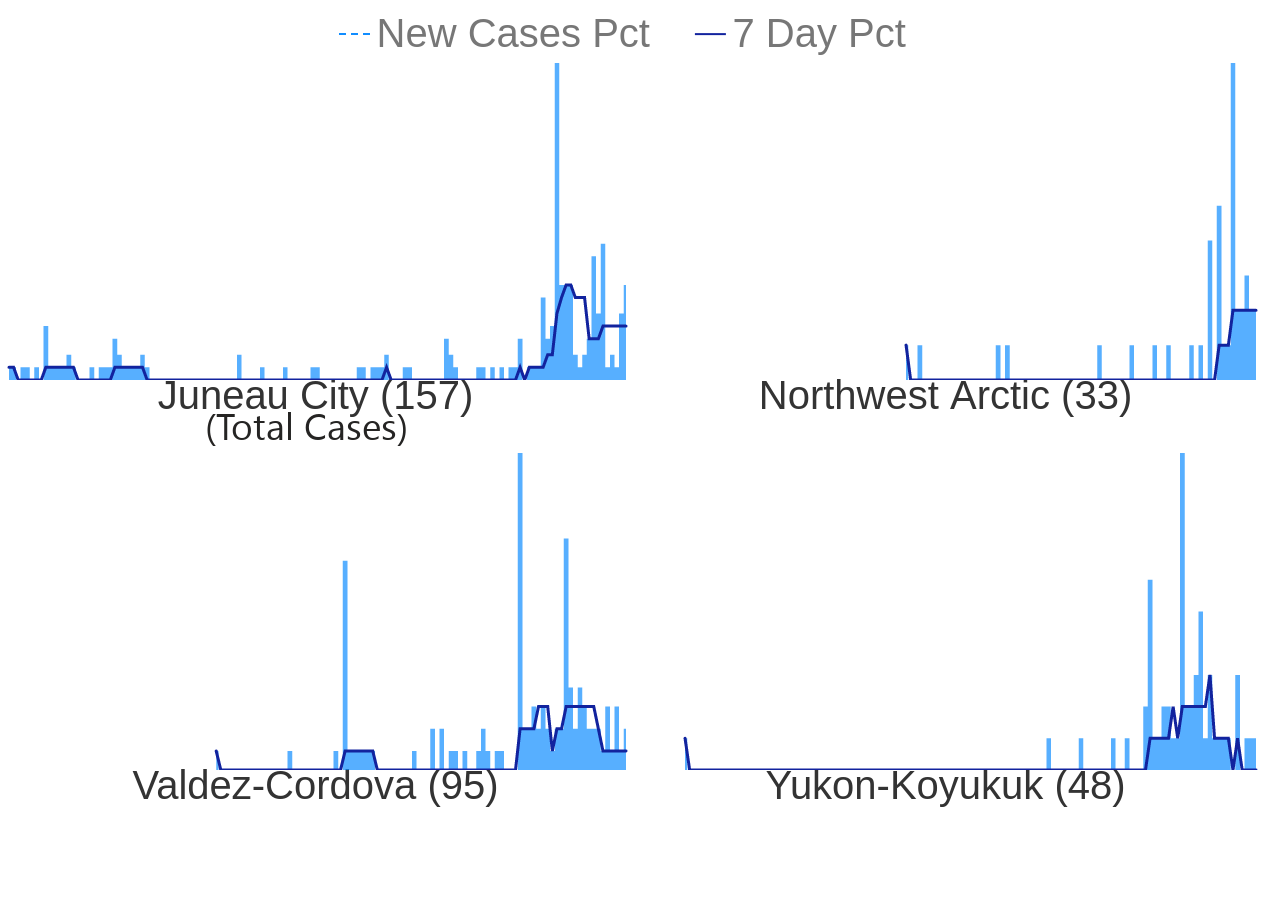 New Cases Pct 7 Day Pct
Juneau City (157) Northwest Arctic (33)
(Total Cases)
Valdez-Cordova (95) Yukon-Koyukuk (48)